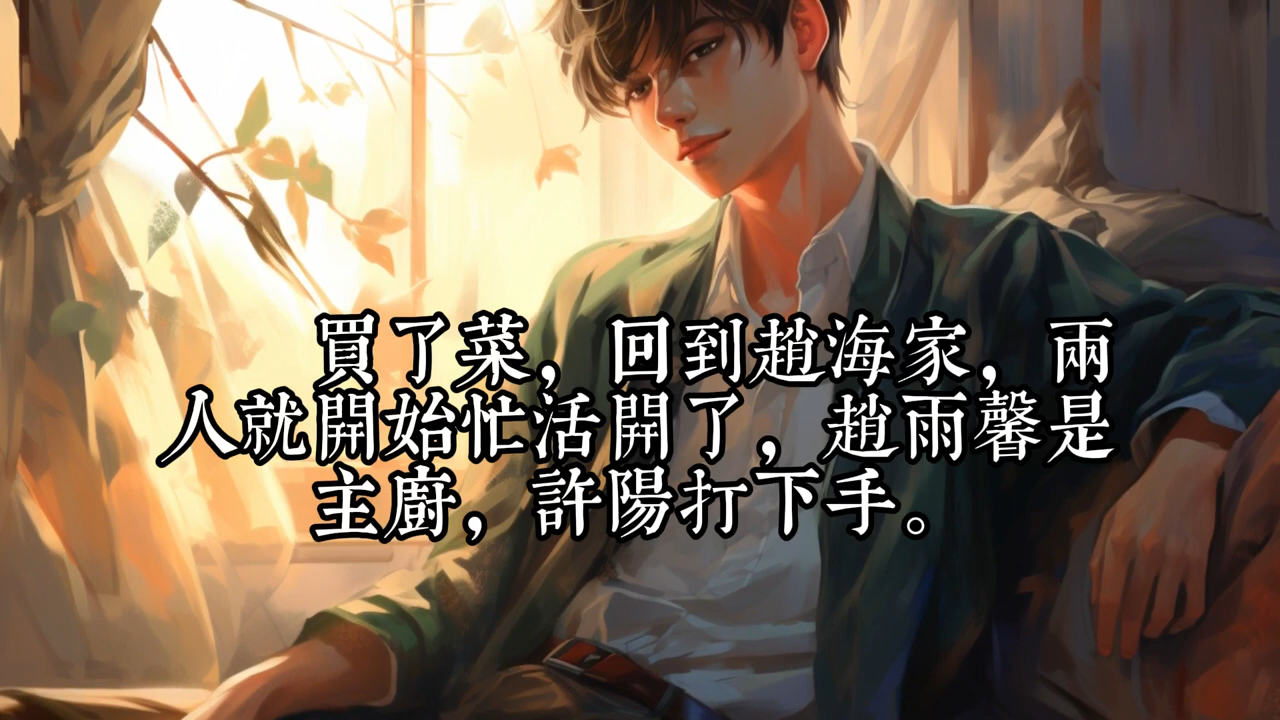 買了菜，回到趙海家，兩
人就開始忙活開了，趙雨馨是
主廚，許陽打下手。